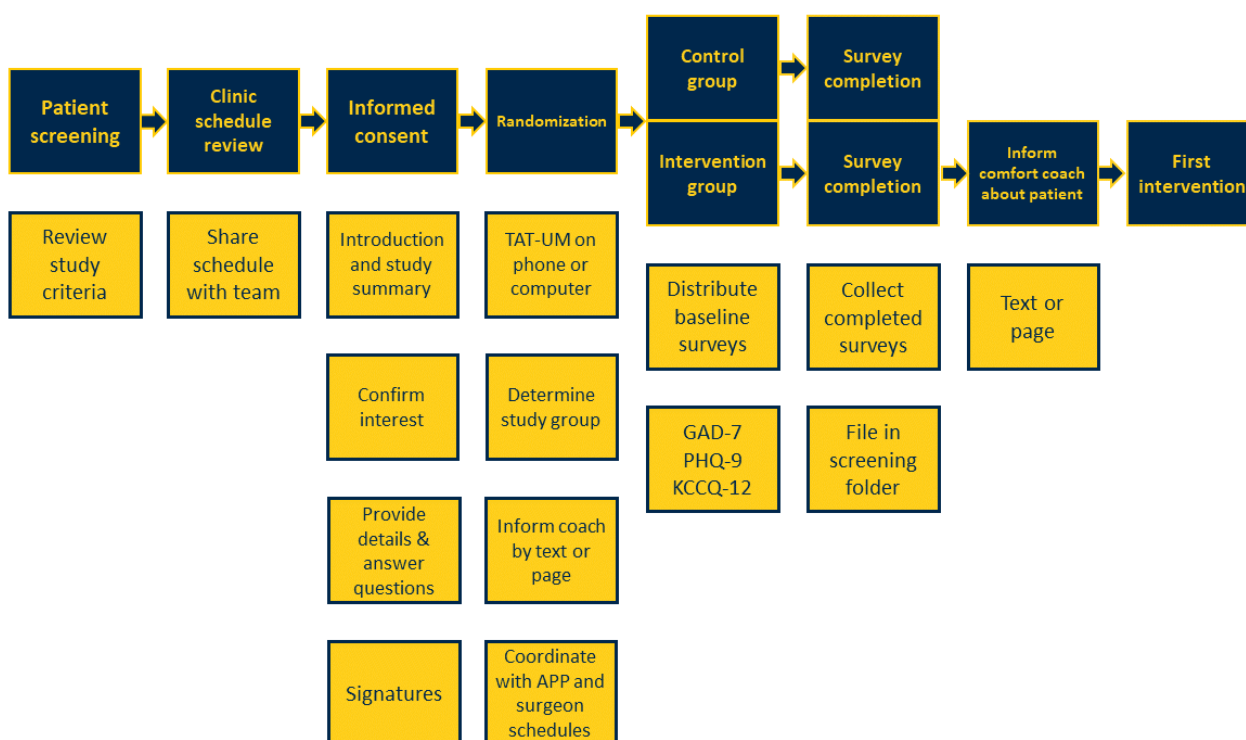 Patient
screening
Clinic
schedule
review
Informed
consent
Randomization
Control
group
Survey
completion
Intervention
group
Survey
completion
Inform
comfort coach
about patient
First
intervention
Review
study
criteria
Share
schedule
with team
Introduction
and study
summary
Confirm
interest
Provide
details &
answer
questions
Signatures
TAT-UM on
phone or
computer
Determine
study group
Inform coach
by text or
page
Coordinate
with APP and
surgeon
schedules
Distribute
baseline
surveys
GAD-7
PHQ-9
KCCQ-12
Collect
completed
surveys
File in
screening
folder
Text or
page